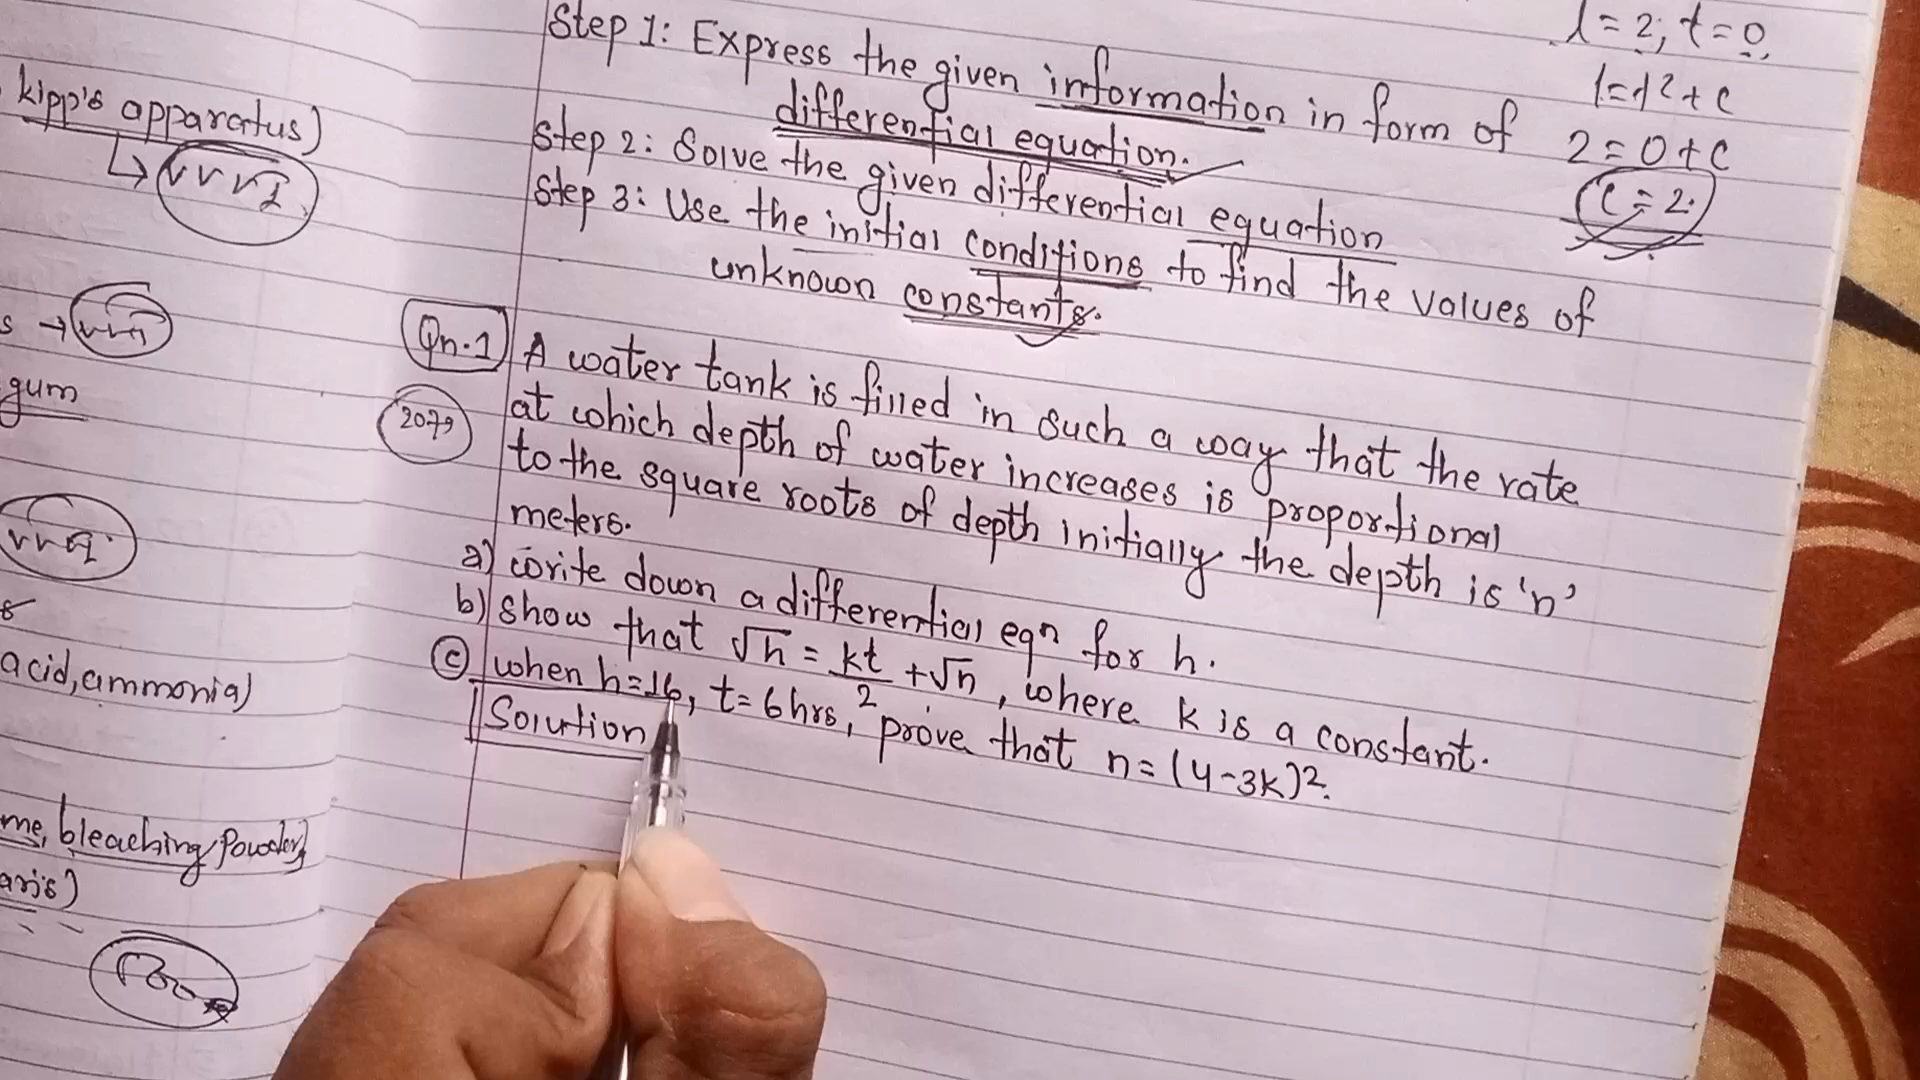 kipp's apparatus)
gum
acid, ammonia)
me, bleaching powder,
l=2; t=0,
2=0+c
c=2.
Step 1: Express the given information in form of
differential equation.
Step 2: Solve the given differential equation
Step 3: Use the initial conditions to find the values of
unknown constants.
Qn.1 A water tank is filled in such a way that the rate
2079 at which depth of water increases is proportional
to the square roots of depth initially the depth is 'n'
meters.
a) write down a differential eqn for h.
b) Show that √h = kt/2 + √n, where k is a constant.
c) when h=16, t=6hrs, prove that n=(4-3k)2.
Solution